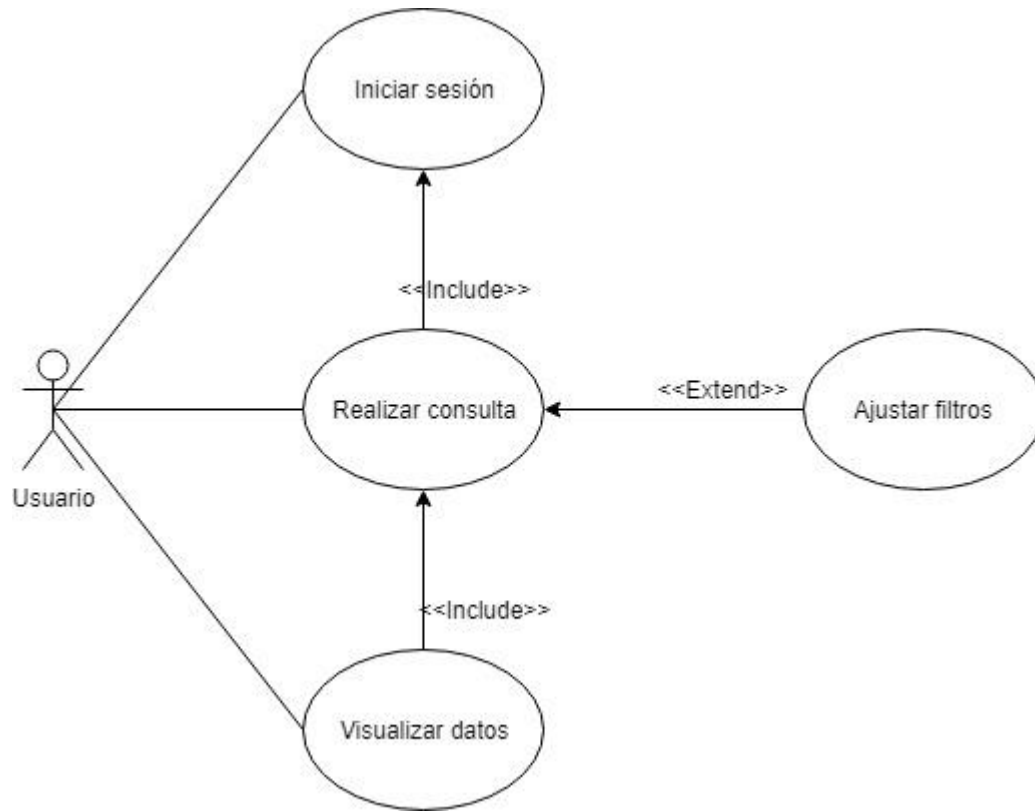 Iniciar sesión
<<Include>>
Realizar consulta
<<Extend>>
Ajustar filtros
Usuario
<<Include>>
Visualizar datos